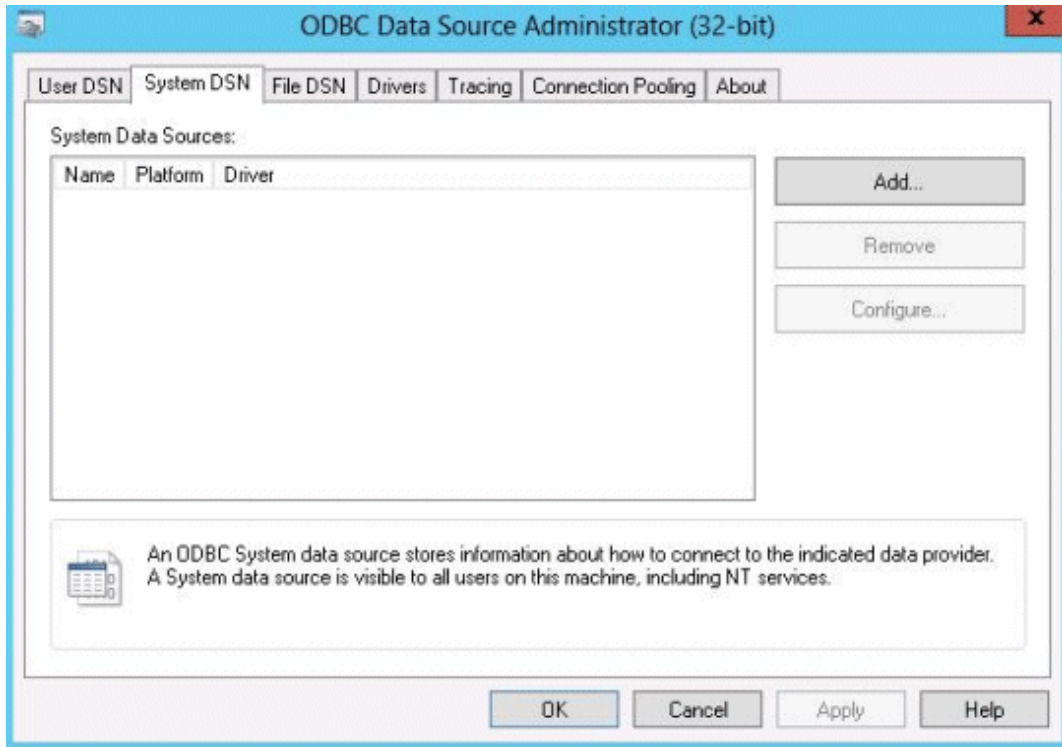 ODBC Data Source Administrator (32-bit)
x
User DSN System DSN File DSN Drivers Tracing Connection Pooling About
System Data Sources:
Name Platform Driver
Add...
Remove
Configure...
An ODBC System data source stores information about how to connect to the indicated data provider.
A System data source is visible to all users on this machine, including NT services.
OK Cancel Apply Help